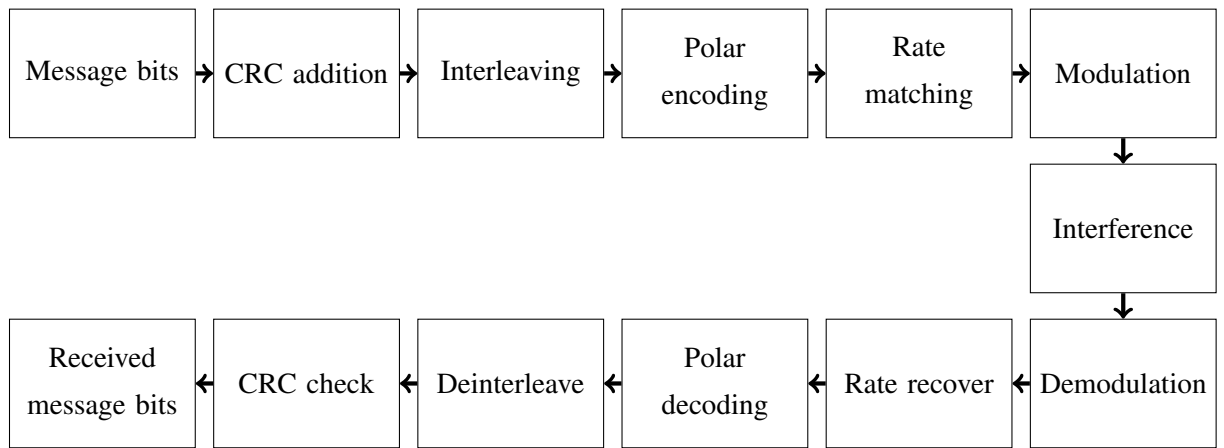 Message bits
CRC addition
Interleaving
Polar
encoding
Rate
matching
Modulation
Interference
Received
message bits
CRC check
Deinterleave
Polar
decoding
Rate recover
Demodulation